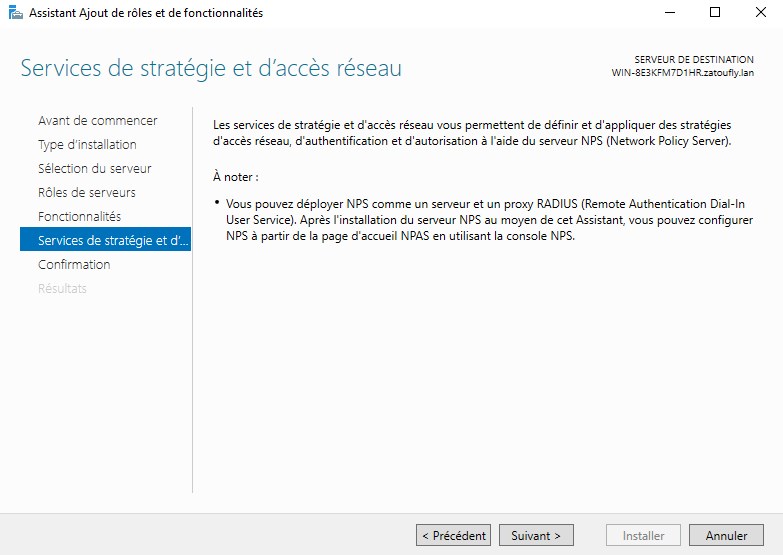 Assistant Ajout de rôles et de fonctionnalités
Services de stratégie et d'accès réseau
SERVEUR DE DESTINATION
WIN-8E3KFM7D1HR.zatoufly.lan
Avant de commencer
Type d'installation
Sélection du serveur
Rôles de serveurs
Fonctionnalités
Services de stratégie et d'...
Confirmation
Résultats
Les services de stratégie et d'accès réseau vous permettent de définir et d'appliquer des stratégies
d'accès réseau, d'authentification et d'autorisation à l'aide du serveur NPS (Network Policy Server).
À noter :
• Vous pouvez déployer NPS comme un serveur et un proxy RADIUS (Remote Authentication Dial-In
User Service). Après l'installation du serveur NPS au moyen de cet Assistant, vous pouvez configurer
NPS à partir de la page d'accueil NPAS en utilisant la console NPS.
< Précédent
Suivant >
Installer
Annuler